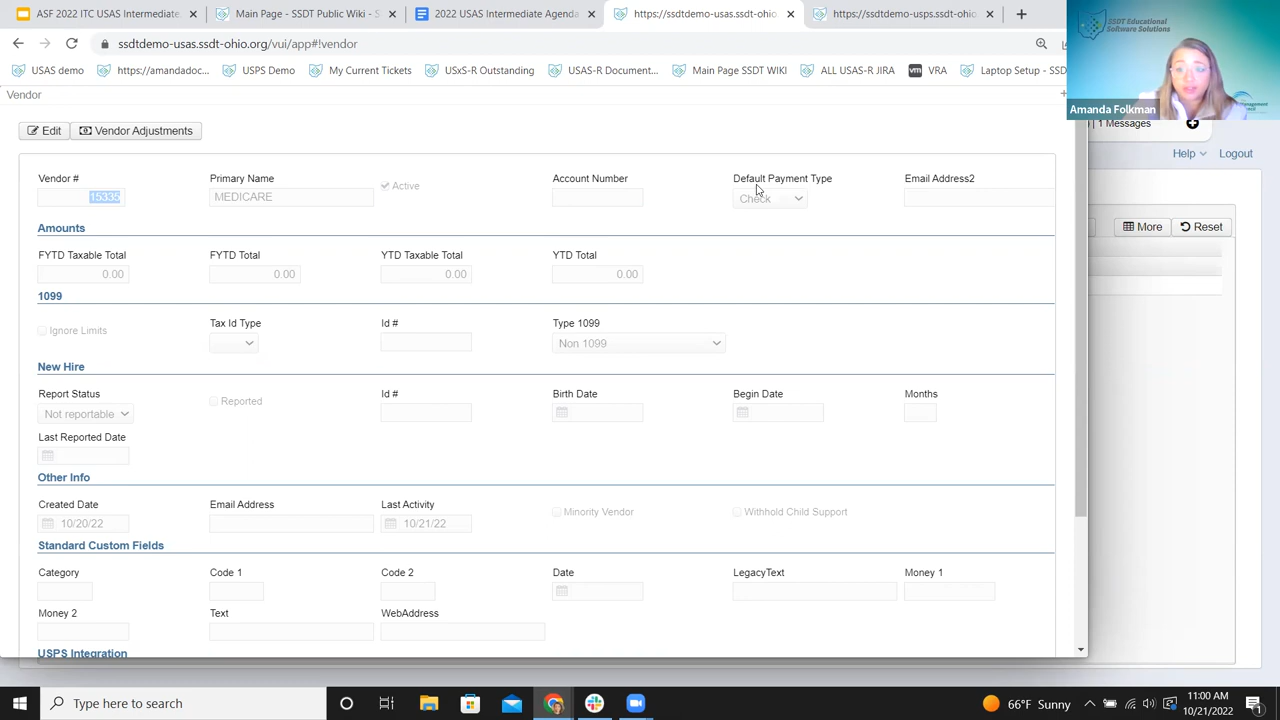 ASF 2022 ITC USAS Intermediate
Main Page - SSDT Public Wiki - S
2023 USAS Intermediate Agenda
https://ssdtdemo-usas.ssdt-ohio.
https://ssdtdemo-usps.ssdt-ohio.
ssdtdemo-usas.ssdt-ohio.org/vui/app#!vendor
USAS demo
https://amandadoc...
USPS Demo
My Current Tickets
USxS-R Outstanding
USAS-R Document...
Main Page SSDT WIKI
ALL USAS-R JIRA
vm VRA
Laptop Setup - SSD
SSDT Educational
Software Solutions
Amanda Folkman
Vendor
| 1 Messages
Help
Logout
Edit
Vendor Adjustments
More
Reset
Vendor #
Primary Name
Active
Account Number
Default Payment Type
Email Address2
15335
MEDICARE
Check
Amounts
FYTD Taxable Total
FYTD Total
YTD Taxable Total
YTD Total
0.00
0.00
0.00
0.00
1099
Ignore Limits
Tax Id Type
Id #
Type 1099
Non 1099
New Hire
Report Status
Reported
Id #
Birth Date
Begin Date
Months
Not reportable
Last Reported Date
Other Info
Created Date
Email Address
Last Activity
Minority Vendor
Withhold Child Support
10/20/22
10/21/22
Standard Custom Fields
Category
Code 1
Code 2
Date
LegacyText
Money 1
Money 2
Text
WebAddress
USPS Integration
Type here to search
66°F Sunny
11:00 AM
10/21/2022
1